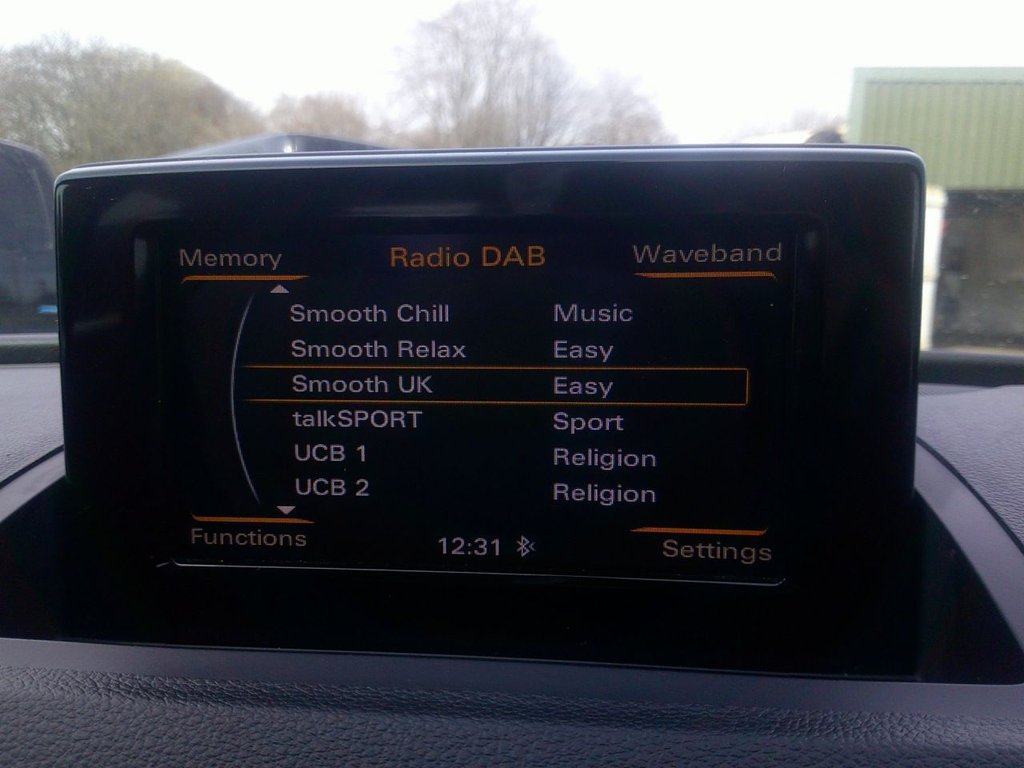 Memory Radio DAB Waveband
Smooth Chill Music
Smooth Relax Easy
Smooth UK Easy
talkSPORT Sport
UCB 1 Religion
UCB 2 Religion
Functions 12:31 Settings